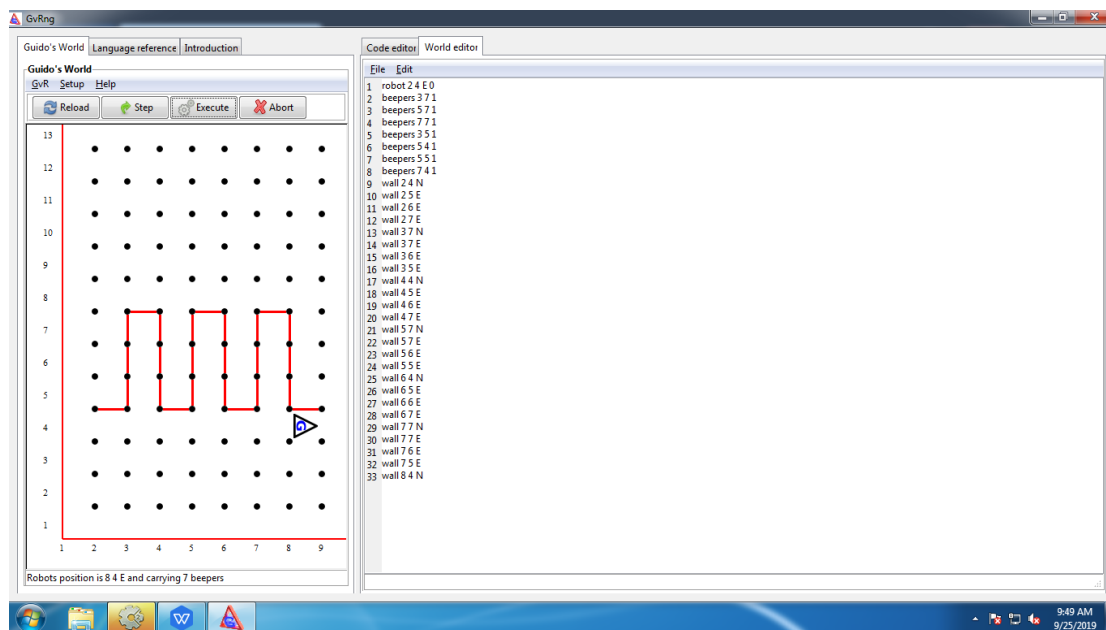 GvRng
Guido's World Language reference Introduction
Guido's World
GvR Setup Help
Reload Step Execute Abort
13
12
11
10
9
8
7
6
5
4
G
3
2
1
1 2 3 4 5 6 7 8 9
Robots position is 8 4 E and carrying 7 beepers
Code editor World editor
File Edit
1 robot 2 4 E 0
2 beepers 3 7 1
3 beepers 5 7 1
4 beepers 7 7 1
5 beepers 3 5 1
6 beepers 5 4 1
7 beepers 5 5 1
8 beepers 7 4 1
9 wall 2 4 N
10 wall 2 5 E
11 wall 2 6 E
12 wall 2 7 E
13 wall 3 7 N
14 wall 3 7 E
15 wall 3 6 E
16 wall 3 5 E
17 wall 4 4 N
18 wall 4 5 E
19 wall 4 6 E
20 wall 4 7 E
21 wall 5 7 N
22 wall 5 7 E
23 wall 5 6 E
24 wall 5 5 E
25 wall 6 4 N
26 wall 6 5 E
27 wall 6 6 E
28 wall 6 7 E
29 wall 7 7 N
30 wall 7 7 E
31 wall 7 6 E
32 wall 7 5 E
33 wall 8 4 N
9:49 AM
9/25/2019